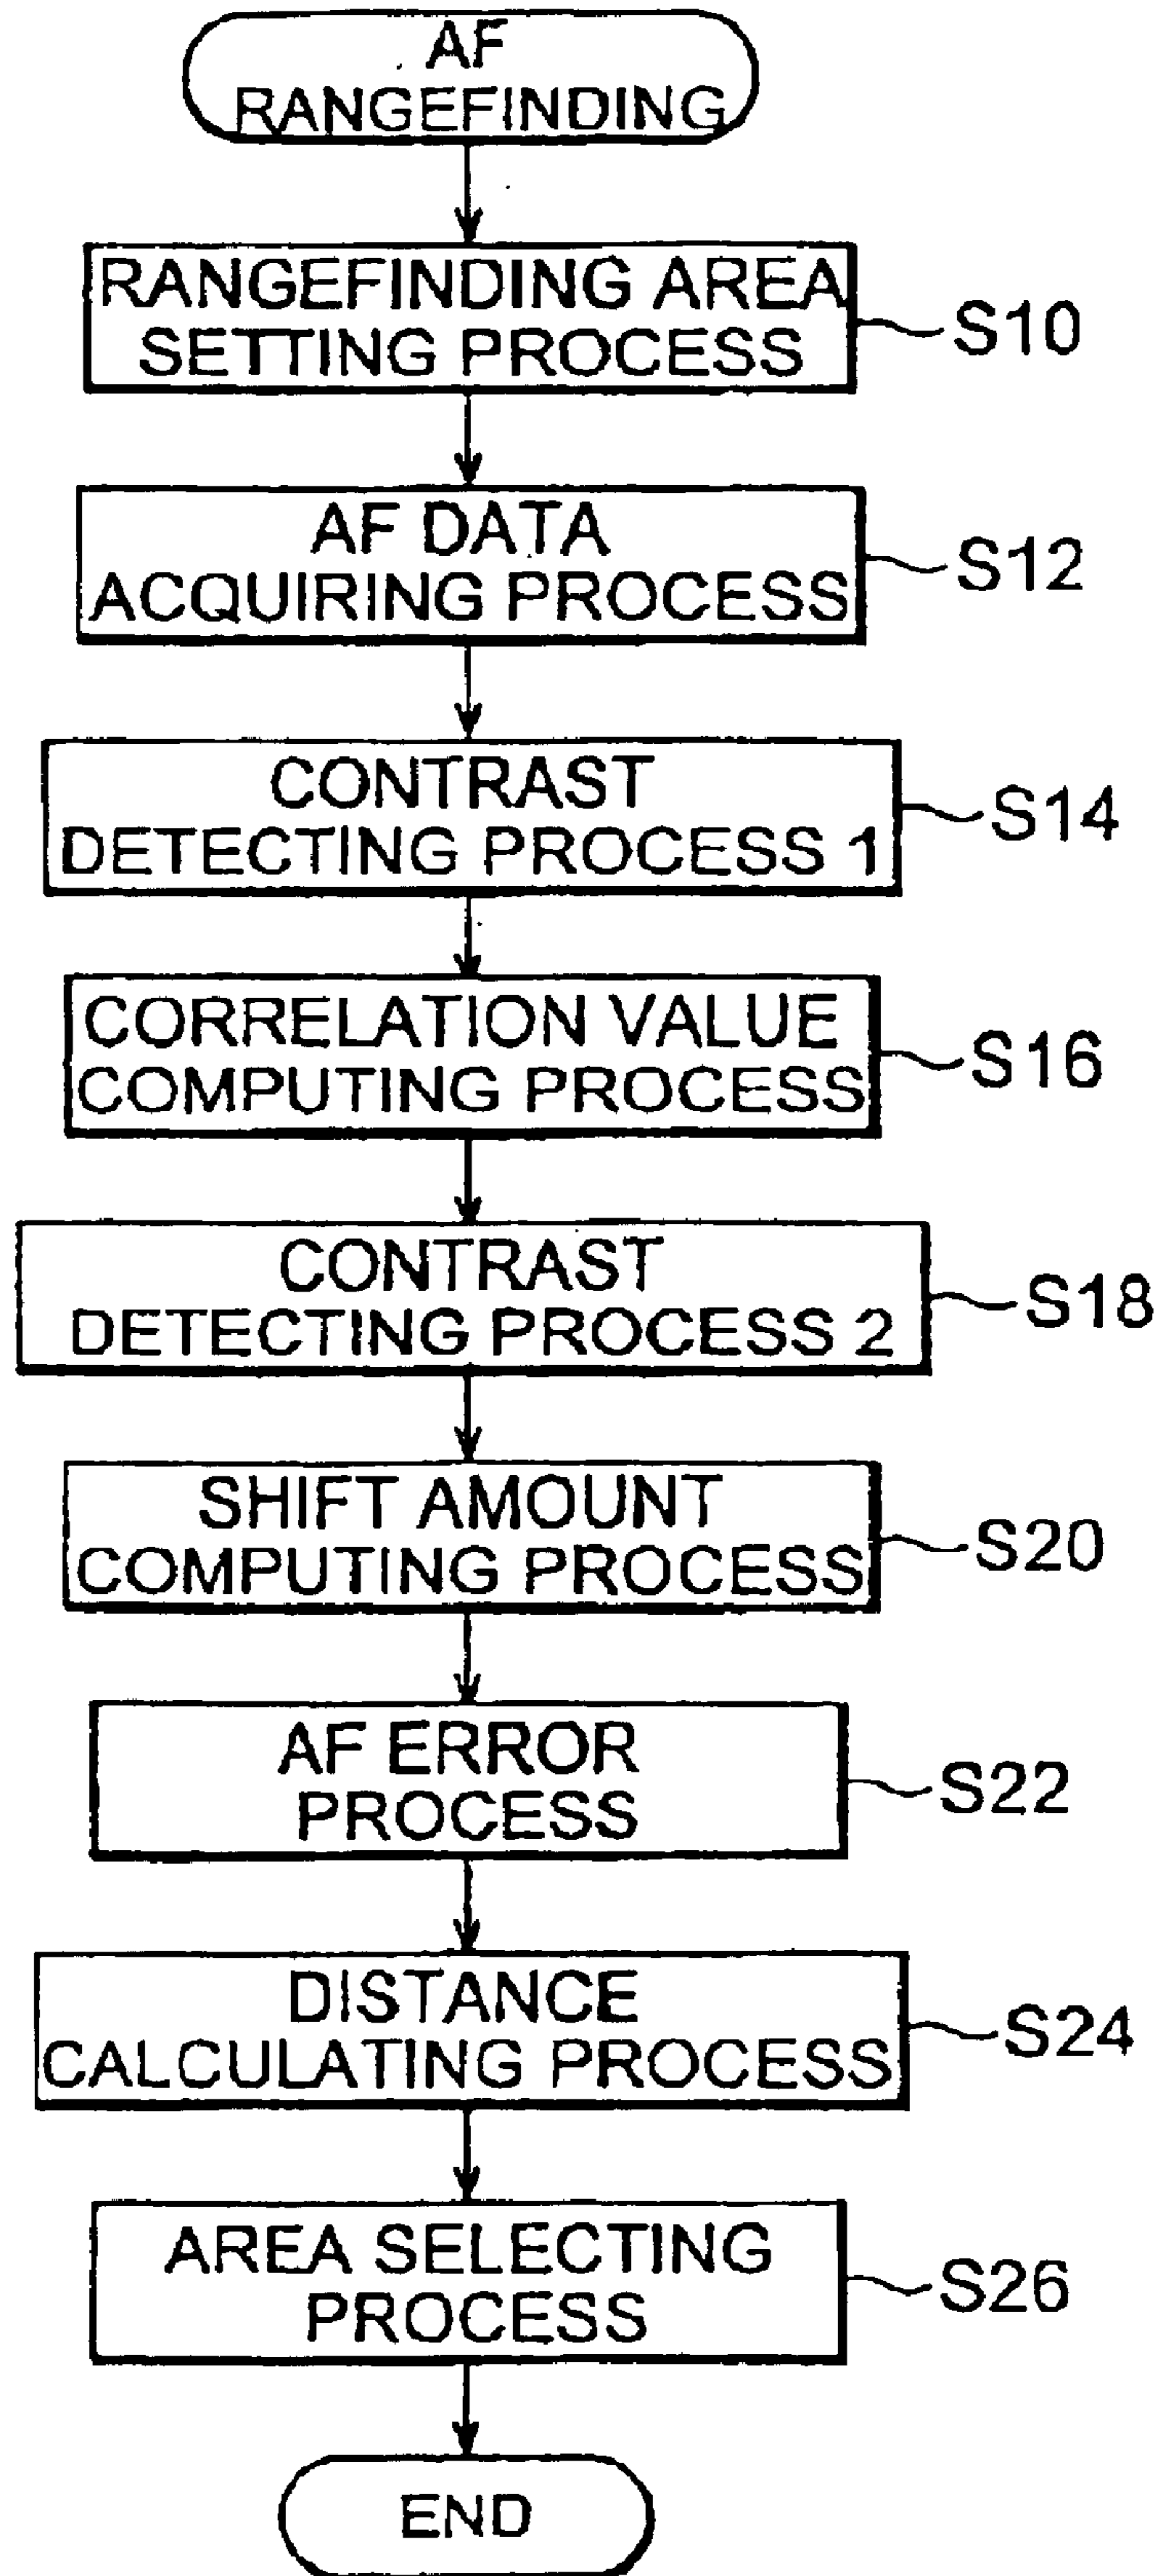 AF
RANGEFINDING
RANGEFINDING AREA
SETTING PROCESS
S10
AF DATA
ACQUIRING PROCESS
S12
CONTRAST
DETECTING PROCESS 1
S14
CORRELATION VALUE
COMPUTING PROCESS
S16
CONTRAST
DETECTING PROCESS 2
S18
SHIFT AMOUNT
COMPUTING PROCESS
S20
AF ERROR
PROCESS
S22
DISTANCE
CALCULATING PROCESS
S24
AREA SELECTING
PROCESS
S26
END